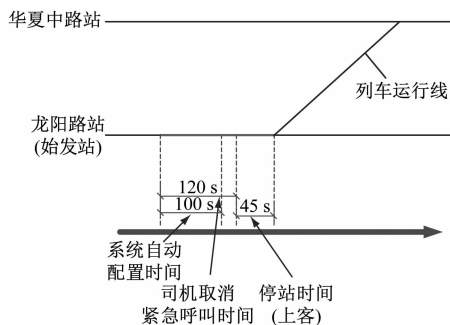 华夏中路站
列车运行线
龙阳路站
(始发站)
120 s
100 s
45 s
系统自动
配置时间
司机取消
紧急呼叫时间
停站时间
(上客)